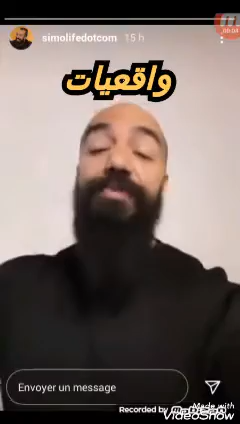 simolifedotcom 15 h
واقعيات
Envoyer un message
Recorded by
Made with
VideoShow